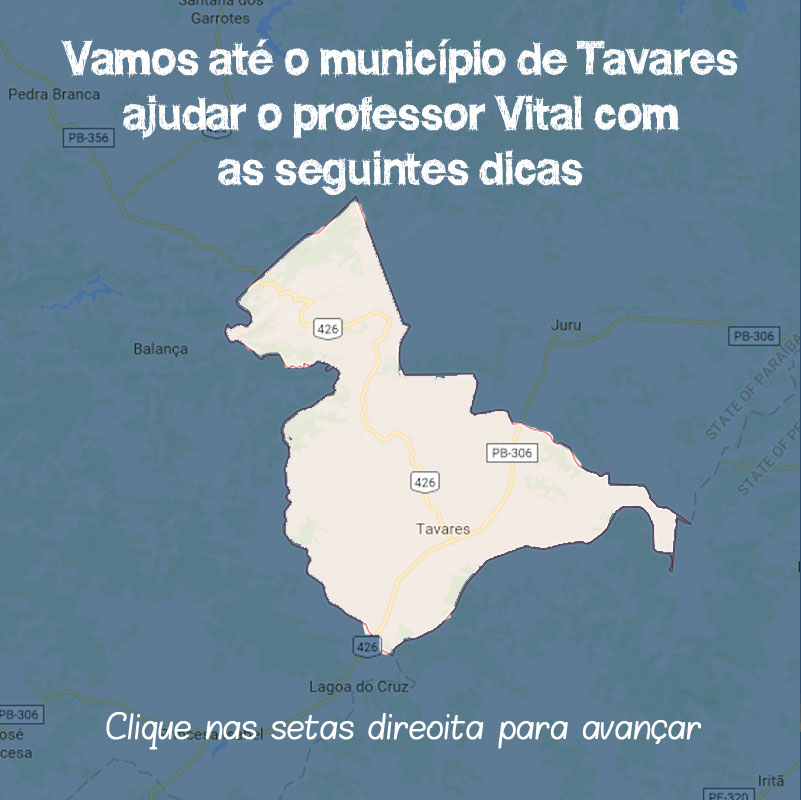 Santana dos
Garrotes
Vamos até o município de Tavares
Pedra Branca
ajudar o professor Vital com
PB-356
as seguintes dicas
426
Juru
PB-306
Balança
STATE OF PARAÍBA
STATE OF PE
PB-306
426
Tavares
426
Lagoa do Cruz
PB-306
Clique nas setas direoita para avançar
osé
cesa
Iritã
PE-320